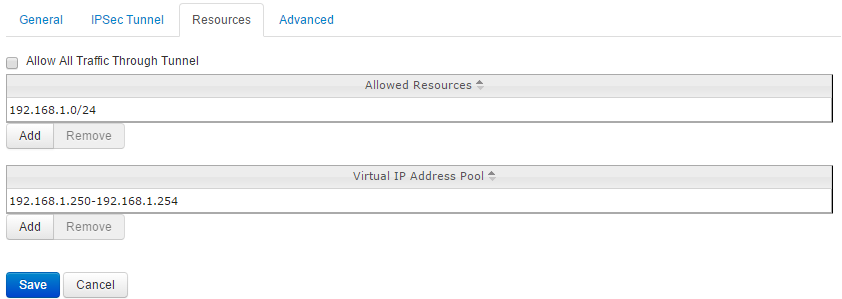 General IPSec Tunnel Resources Advanced
Allow All Traffic Through Tunnel
Allowed Resources
192.168.1.0/24
Add Remove
Virtual IP Address Pool
192.168.1.250-192.168.1.254
Add Remove
Save Cancel